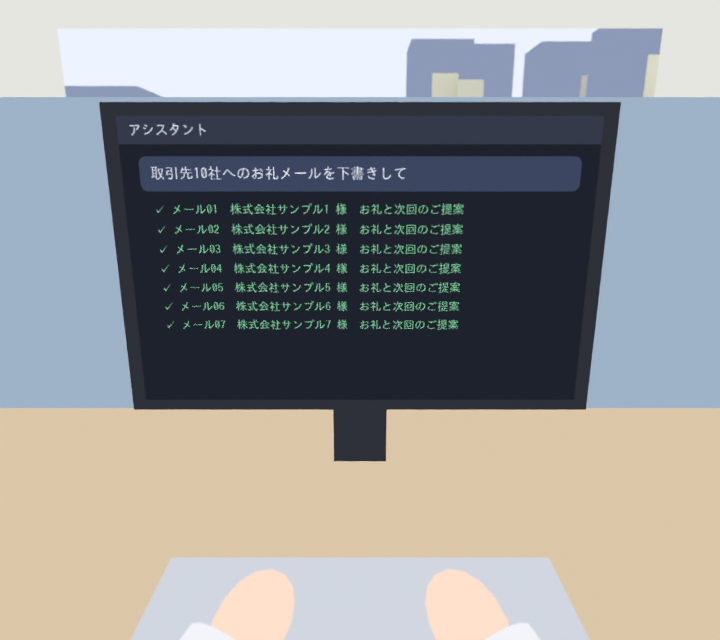 アシスタント
取引先10社へのお礼メールを下書きして
✓ メール01 株式会社サンプル1 様 お礼と次回のご提案
✓ メール02 株式会社サンプル2 様 お礼と次回のご提案
✓ メール03 株式会社サンプル3 様 お礼と次回のご提案
✓ メール04 株式会社サンプル4 様 お礼と次回のご提案
✓ メール05 株式会社サンプル5 様 お礼と次回のご提案
✓ メール06 株式会社サンプル6 様 お礼と次回のご提案
✓ メール07 株式会社サンプル7 様 お礼と次回のご提案